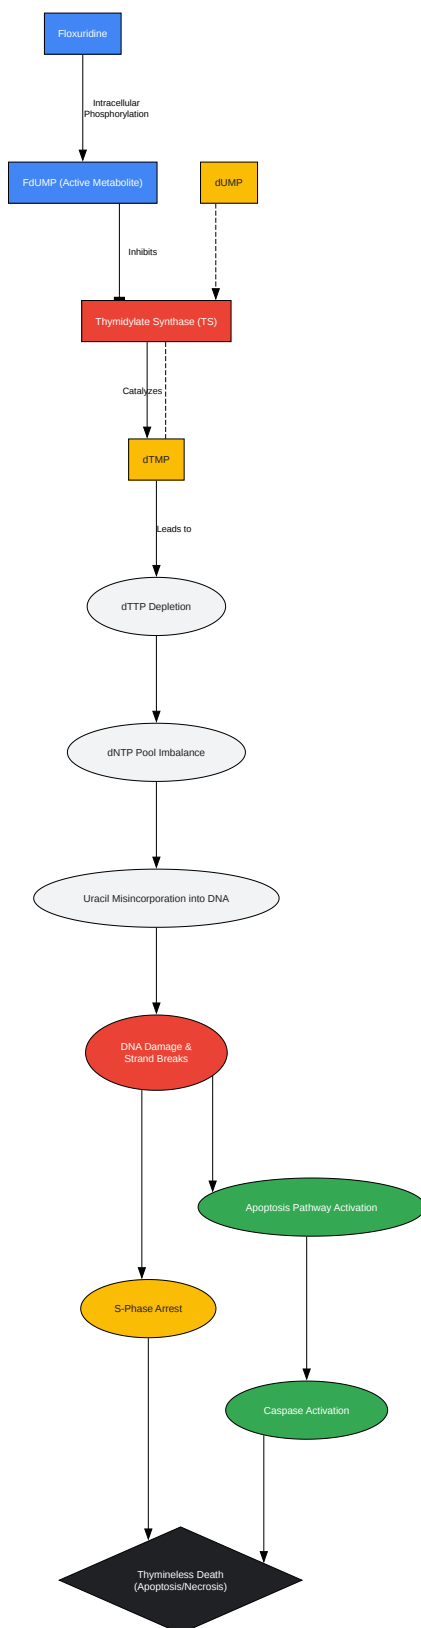 Floxuridine
Intracellular
Phosphorylation
FdUMP (Active Metabolite)
dUMP
Inhibits
Thymidylate Synthase (TS)
Catalyzes
dTMP
Leads to
dTTP Depletion
dNTP Pool Imbalance
Uracil Misincorporation into DNA
DNA Damage &
Strand Breaks
Apoptosis Pathway Activation
S-Phase Arrest
Caspase Activation
Thymineless Death
(Apoptosis/Necrosis)